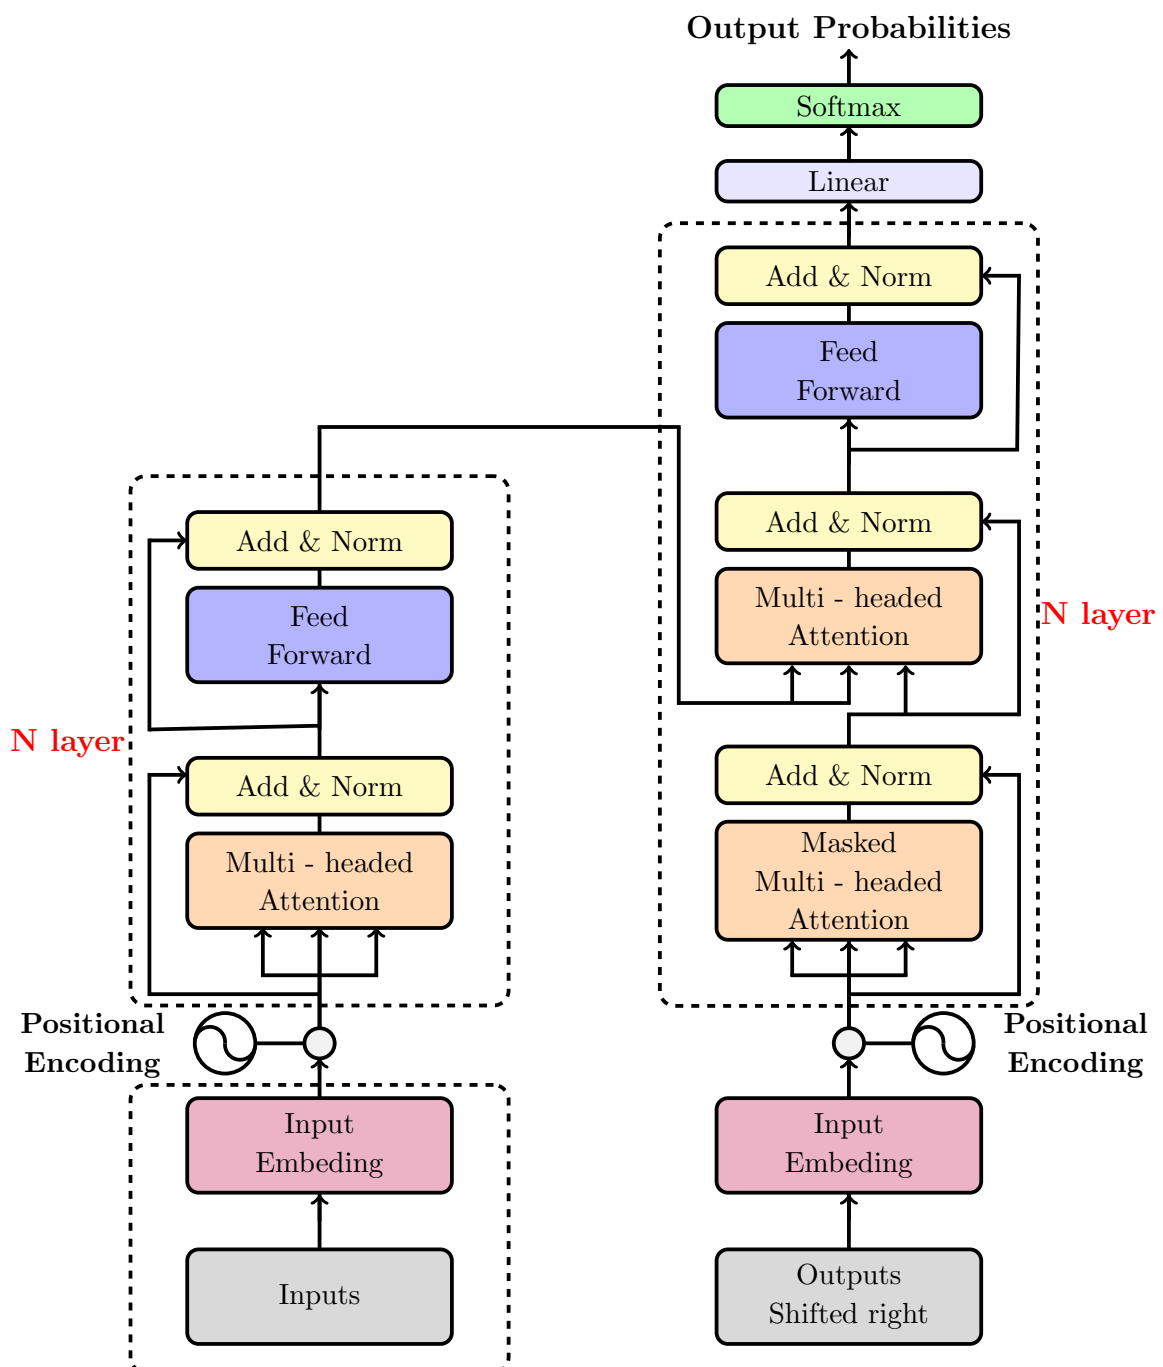 Output Probabilities
Softmax
Linear
Add & Norm
Feed
Forward
Add & Norm
Multi - headed
Attention
N layer
Add & Norm
Masked
Multi - headed
Attention
Positional
Encoding
Input
Embeding
Outputs
Shifted right
Add & Norm
Feed
Forward
N layer
Add & Norm
Multi - headed
Attention
Positional
Encoding
Input
Embeding
Inputs